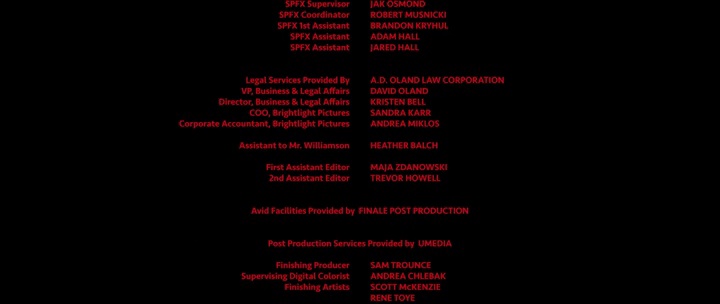 SPFX Supervisor JAK OSMOND
SPFX Coordinator ROBERT MUSNICKI
SPFX 1st Assistant BRANDON KRYHUL
SPFX Assistant ADAM HALL
SPFX Assistant JARED HALL
Legal Services Provided By A.D. OLAND LAW CORPORATION
VP, Business & Legal Affairs DAVID OLAND
Director, Business & Legal Affairs KRISTEN BELL
COO, Brightlight Pictures SANDRA KARR
Corporate Accountant, Brightlight Pictures ANDREA MIKLOS
Assistant to Mr. Williamson HEATHER BALCH
First Assistant Editor MAJA ZDANOWSKI
2nd Assistant Editor TREVOR HOWELL
Avid Facilities Provided by FINALE POST PRODUCTION
Post Production Services Provided by UMEDIA
Finishing Producer SAM TROUNCE
Supervising Digital Colorist ANDREA CHLEBAK
Finishing Artists SCOTT McKENZIE
RENE TOYE